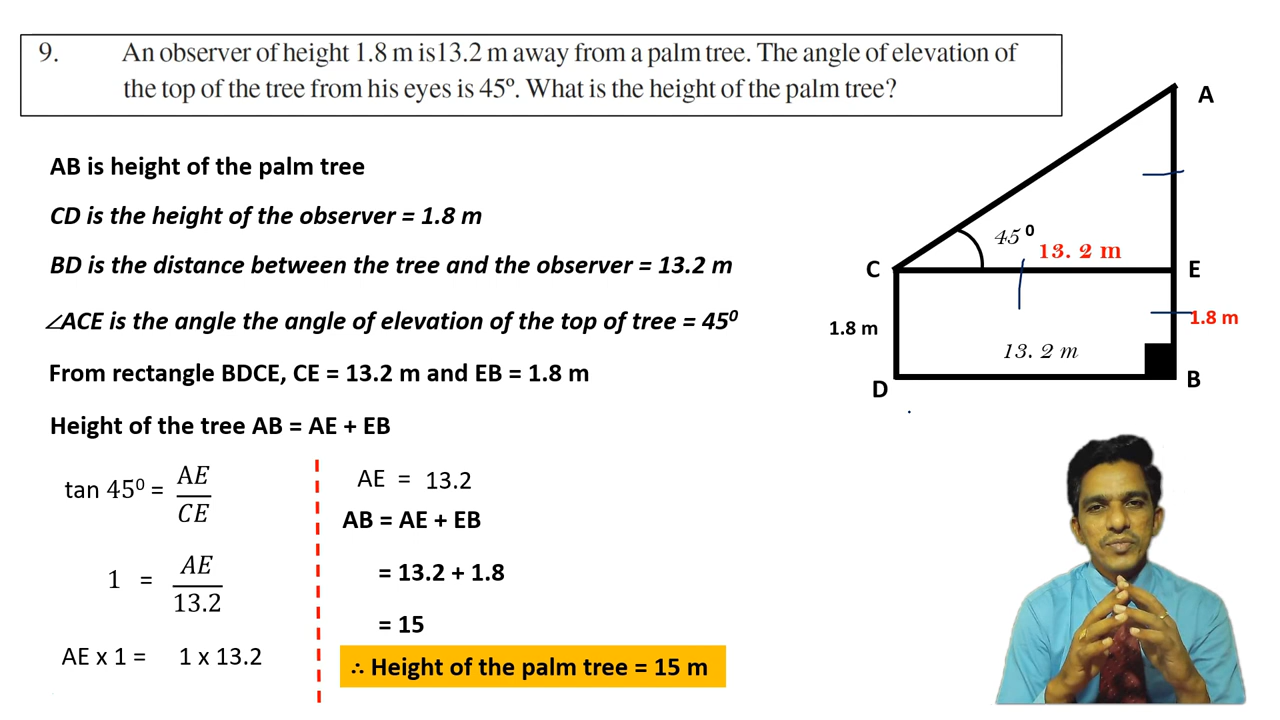 9. An observer of height 1.8 m is13.2 m away from a palm tree. The angle of elevation of
the top of the tree from his eyes is 45º. What is the height of the palm tree?
AB is height of the palm tree
CD is the height of the observer = 1.8 m
BD is the distance between the tree and the observer = 13.2 m
∠ACE is the angle the angle of elevation of the top of tree = 45⁰
From rectangle BDCE, CE = 13.2 m and EB = 1.8 m
Height of the tree AB = AE + EB
tan 45⁰ = AE/CE
1 = AE/13.2
AE x 1 = 1 x 13.2
AE = 13.2
AB = AE + EB
= 13.2 + 1.8
= 15
∴ Height of the palm tree = 15 m
A
45⁰
13. 2 m
C
E
1.8 m
1.8 m
13. 2 m
D
B